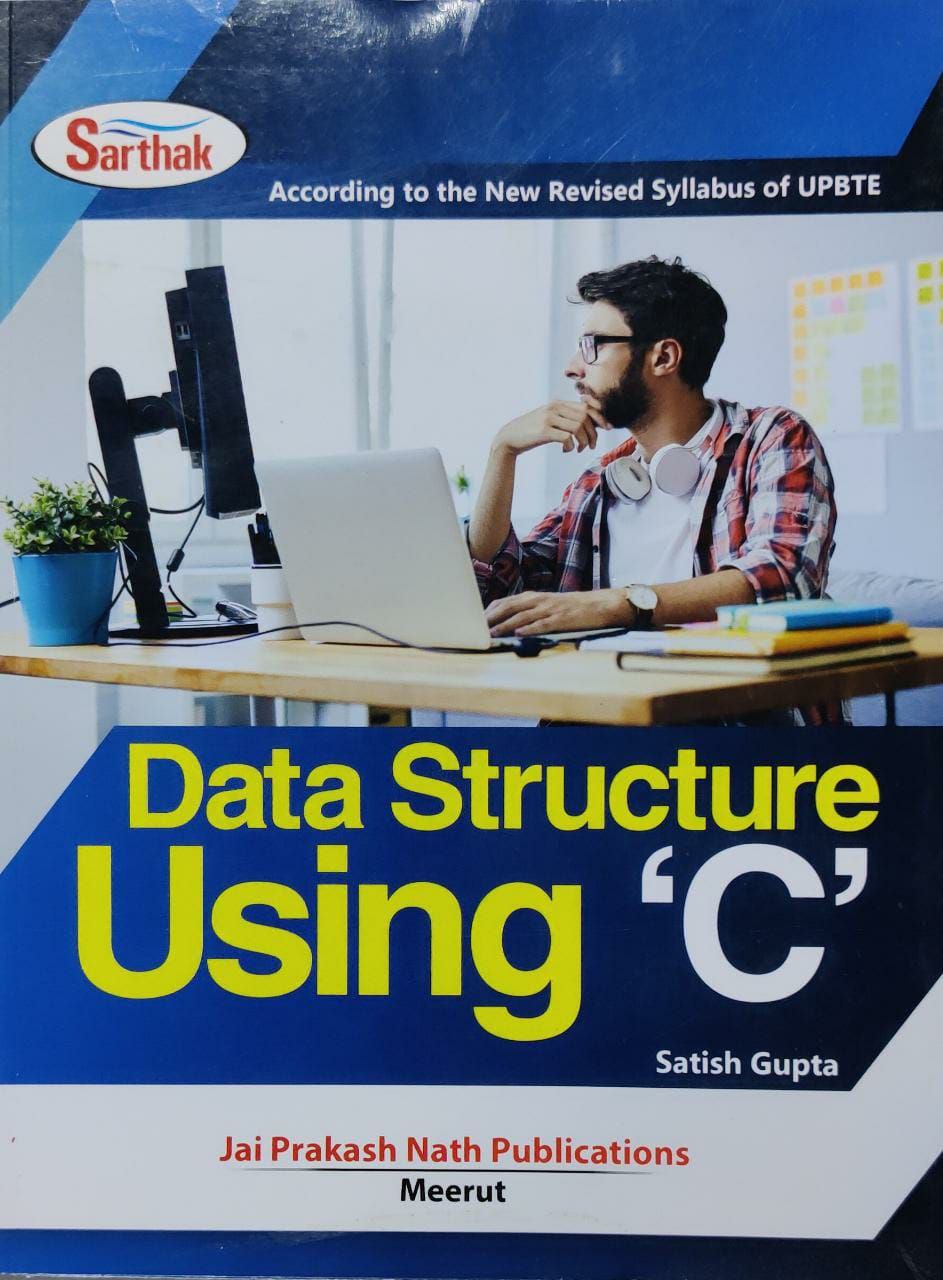 Sarthak
According to the New Revised Syllabus of UPBTE
Data Structure
Using ‘C’
Satish Gupta
Jai Prakash Nath Publications
Meerut